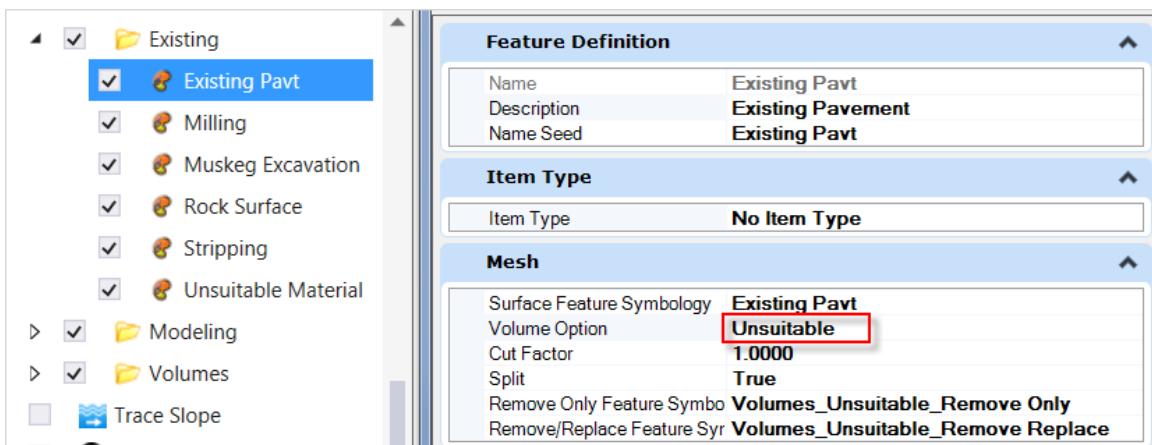 Existing
Existing Pavt
Milling
Muskeg Excavation
Rock Surface
Stripping
Unsuitable Material
Modeling
Volumes
Trace Slope
Feature Definition
Name Existing Pavt
Description Existing Pavement
Name Seed Existing Pavt
Item Type
Item Type No Item Type
Mesh
Surface Feature Symbology Existing Pavt
Volume Option Unsuitable
Cut Factor 1.0000
Split True
Remove Only Feature Symbo Volumes_Unsuitable_Remove Only
Remove/Replace Feature Syr Volumes_Unsuitable_Remove Replace